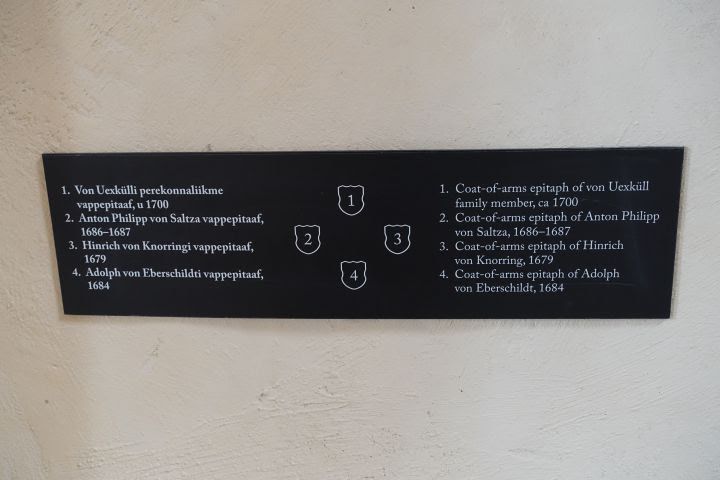 1. Von Uexkülli perekonnaliikme
vappepitaaf, u 1700
2. Anton Philipp von Saltza vappepitaaf,
1686–1687
3. Hinrich von Knorringi vappepitaaf,
1679
4. Adolph von Eberschildti vappepitaaf,
1684
1
2
3
4
1. Coat-of-arms epitaph of von Uexküll
family member, ca 1700
2. Coat-of-arms epitaph of Anton Philipp
von Saltza, 1686–1687
3. Coat-of-arms epitaph of Hinrich
von Knorring, 1679
4. Coat-of-arms epitaph of Adolph
von Eberschildt, 1684